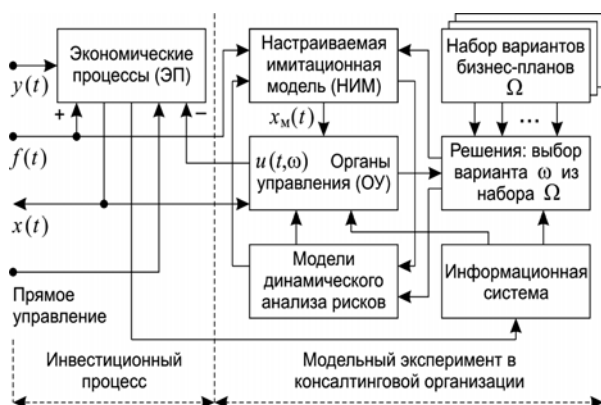 Экономические
процессы (ЭП)
Настраиваемая
имитационная
модель (НИМ)
Набор вариантов
бизнес-планов
Ω
y(t)
+
−
xм(t)
...
f(t)
u(t,ω) Органы
управления (ОУ)
Решения: выбор
варианта ω из
набора Ω
x(t)
Модели
динамического
анализа рисков
Информационная
система
Прямое
управление
Инвестиционный
процесс
Модельный эксперимент в
консалтинговой организации